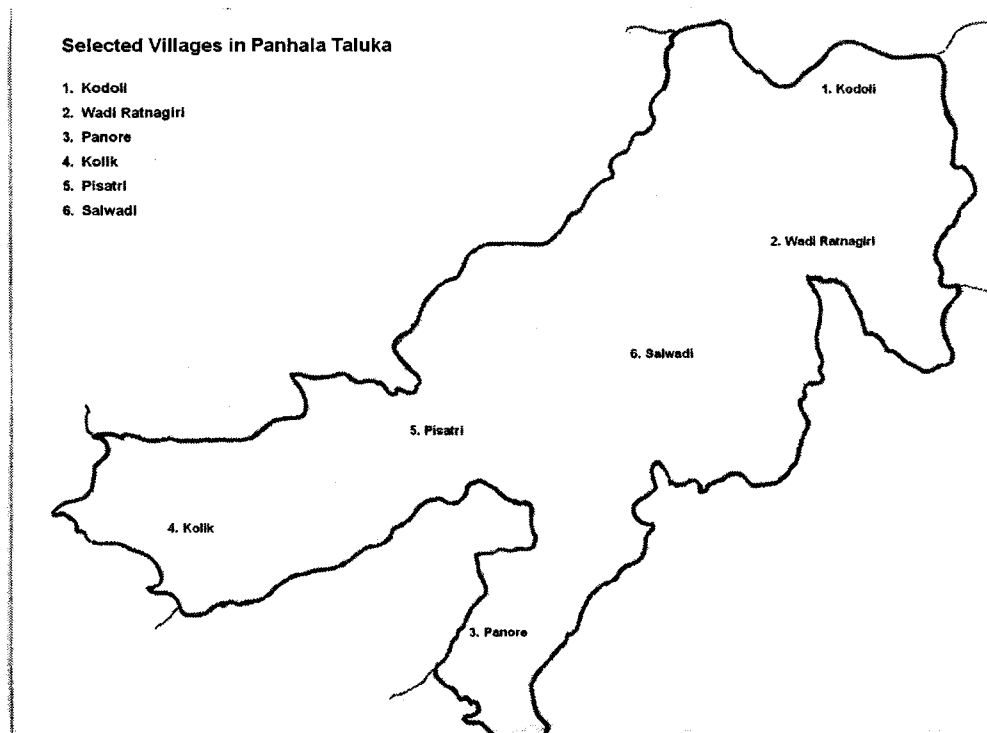 Selected Villages in Panhala Taluka
1. Kodoli
2. Wadi Ratnagiri
3. Panore
4. Kolik
5. Pisatri
6. Salwadi
1. Kodoli
2. Wadi Ratnagiri
6. Salwadi
5. Pisatri
4. Kolik
3. Panore